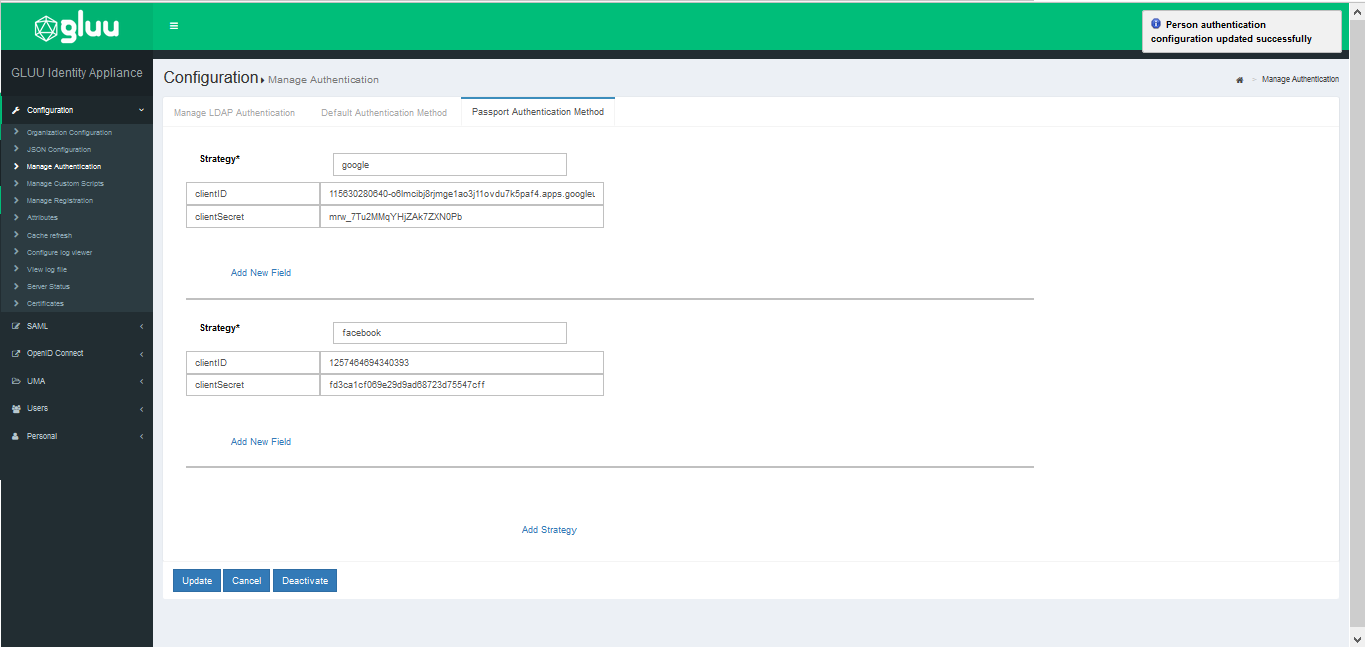 gluu
Person authentication
configuration updated successfully
GLUU Identity Appliance
Configuration
Organization Configuration
JSON Configuration
Manage Authentication
Manage Custom Scripts
Manage Registration
Attributes
Cache refresh
Configure log viewer
View log file
Server Status
Certificates
SAML
OpenID Connect
UMA
Users
Personal
Configuration Manage Authentication
> Manage Authentication
Manage LDAP Authentication Default Authentication Method Passport Authentication Method
Strategy* google
clientID 115630280640-o6lmcibj8rjmge1ao3j11ovdu7k5paf4.apps.googleu
clientSecret mrw_7Tu2MMqYHjZAk7ZXN0Pb
Add New Field
Strategy* facebook
clientID 1257464694340393
clientSecret fd3ca1cf069e29d9ad68723d75547cff
Add New Field
Add Strategy
Update Cancel Deactivate